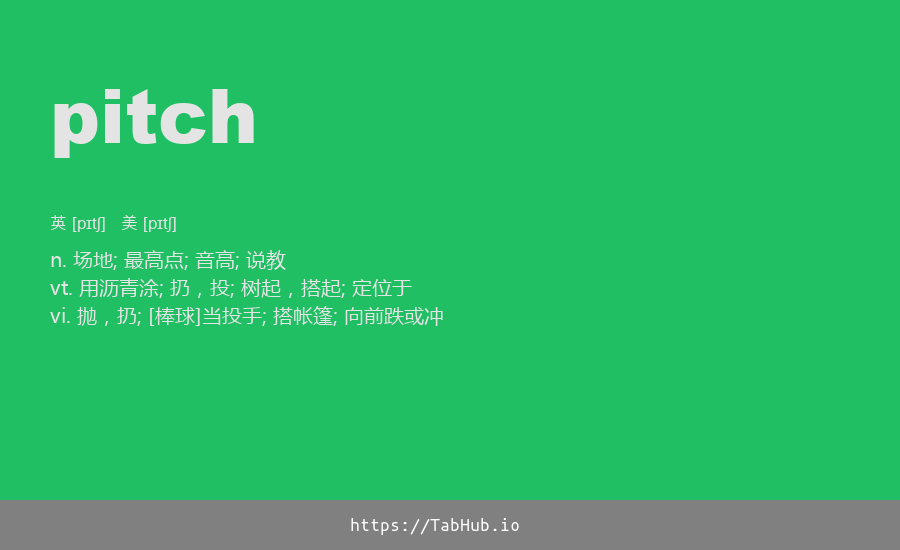 pitch
英 [pɪtʃ] 美 [pɪtʃ]
n. 场地; 最高点; 音高; 说教
vt. 用沥青涂; 扔，投; 树起，搭起; 定位于
vi. 抛，扔; [棒球]当投手; 搭帐篷; 向前跌或冲
https://TabHub.io